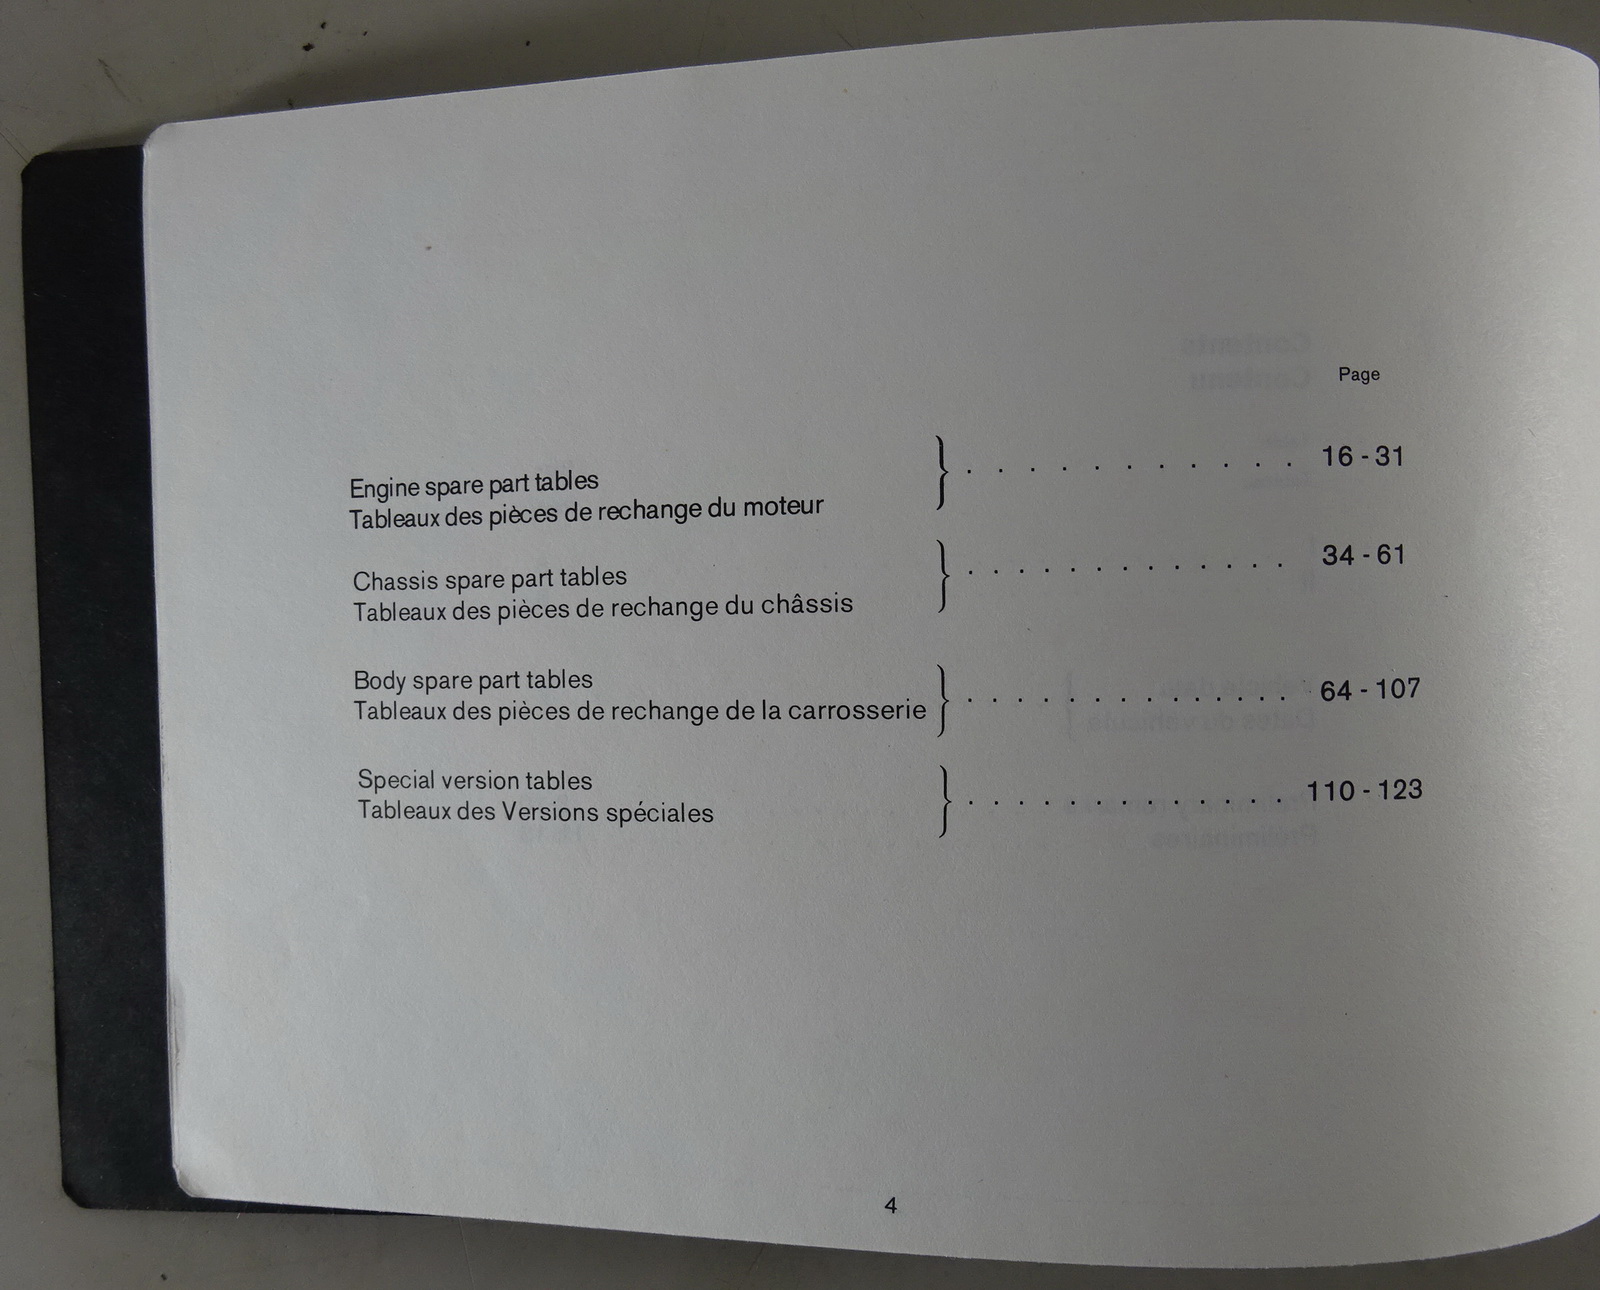 Page
Engine spare part tables
Tableaux des pièces de rechange du moteur } . . . . . . . . . . . 16 - 31
Chassis spare part tables
Tableaux des pièces de rechange du châssis } . . . . . . . . . . . . . 34 - 61
Body spare part tables
Tableaux des pièces de rechange de la carrosserie } . . . . . . . . . . . . . 64 - 107
Special version tables
Tableaux des Versions spéciales } . . . . . . . . . . . . . 110 - 123
4